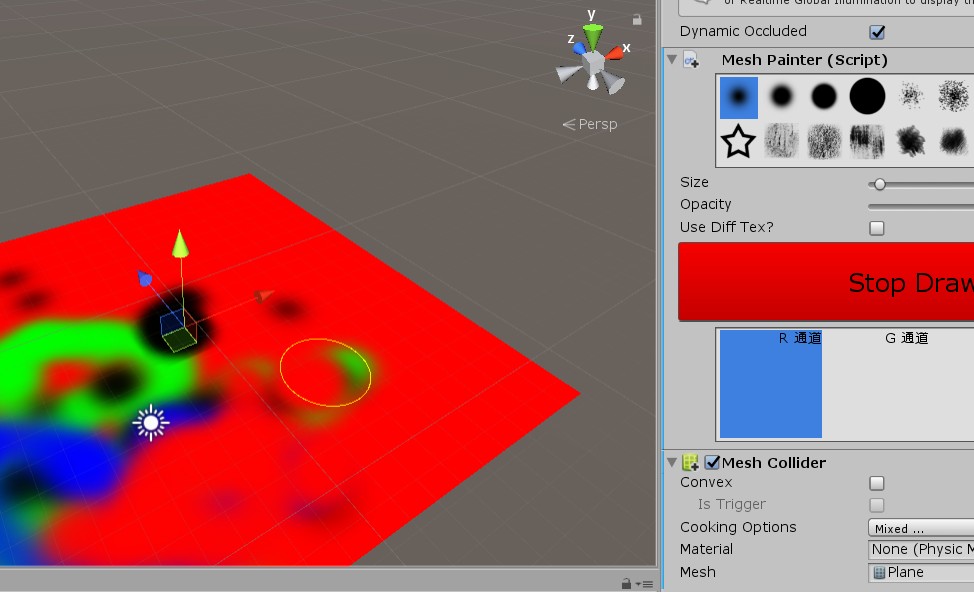 or Realtime Global Illumination to display th
Dynamic Occluded
Mesh Painter (Script)
y
z
x
Persp
Size
Opacity
Use Diff Tex?
Stop Draw
R 通道
G 通道
Mesh Collider
Convex
Is Trigger
Cooking Options
Mixed ...
Material
None (Physic M
Mesh
Plane